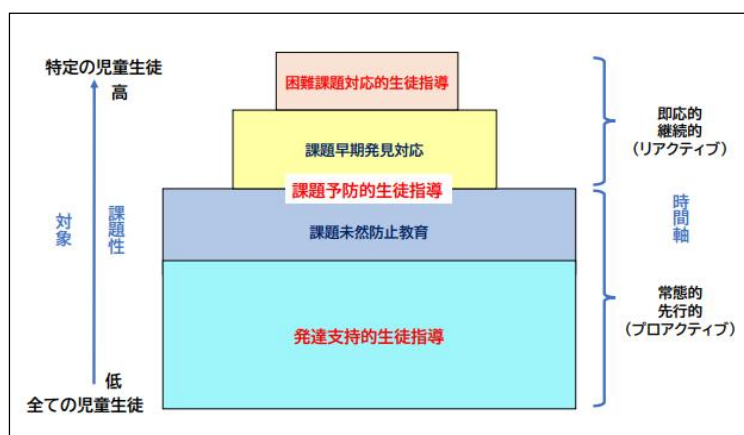 特定の児童生徒
高
困難課題対応的生徒指導
課題早期発見対応
課題予防的生徒指導
課題未然防止教育
発達支持的生徒指導
対象
課題性
低
全ての児童生徒
即応的
継続的
(リアクティブ)
時間軸
常態的
先行的
(プロアクティブ)